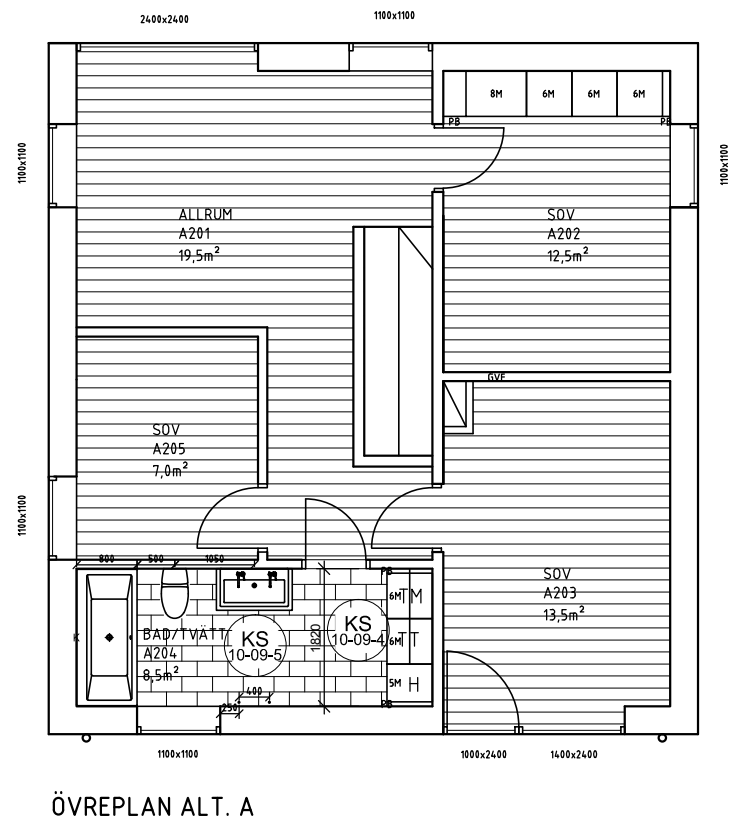 2400x2400
1100x1100
8M
6M
6M
6M
PB
PB
1100x1100
1100x1100
ALLRUM
A201
19,5m²
SOV
A202
12,5m²
GVF
SOV
A205
7,0m²
1100x1100
800
500
1050
PB
6M
TM
SOV
A203
13,5m²
BAD/TVÄTT
A204
8,5m²
KS
10-09-5
1820
KS
10-09-4
6M
TT
5M
H
400
250
PB
1100x1100
1000x2400
1400x2400
ÖVREPLAN ALT. A